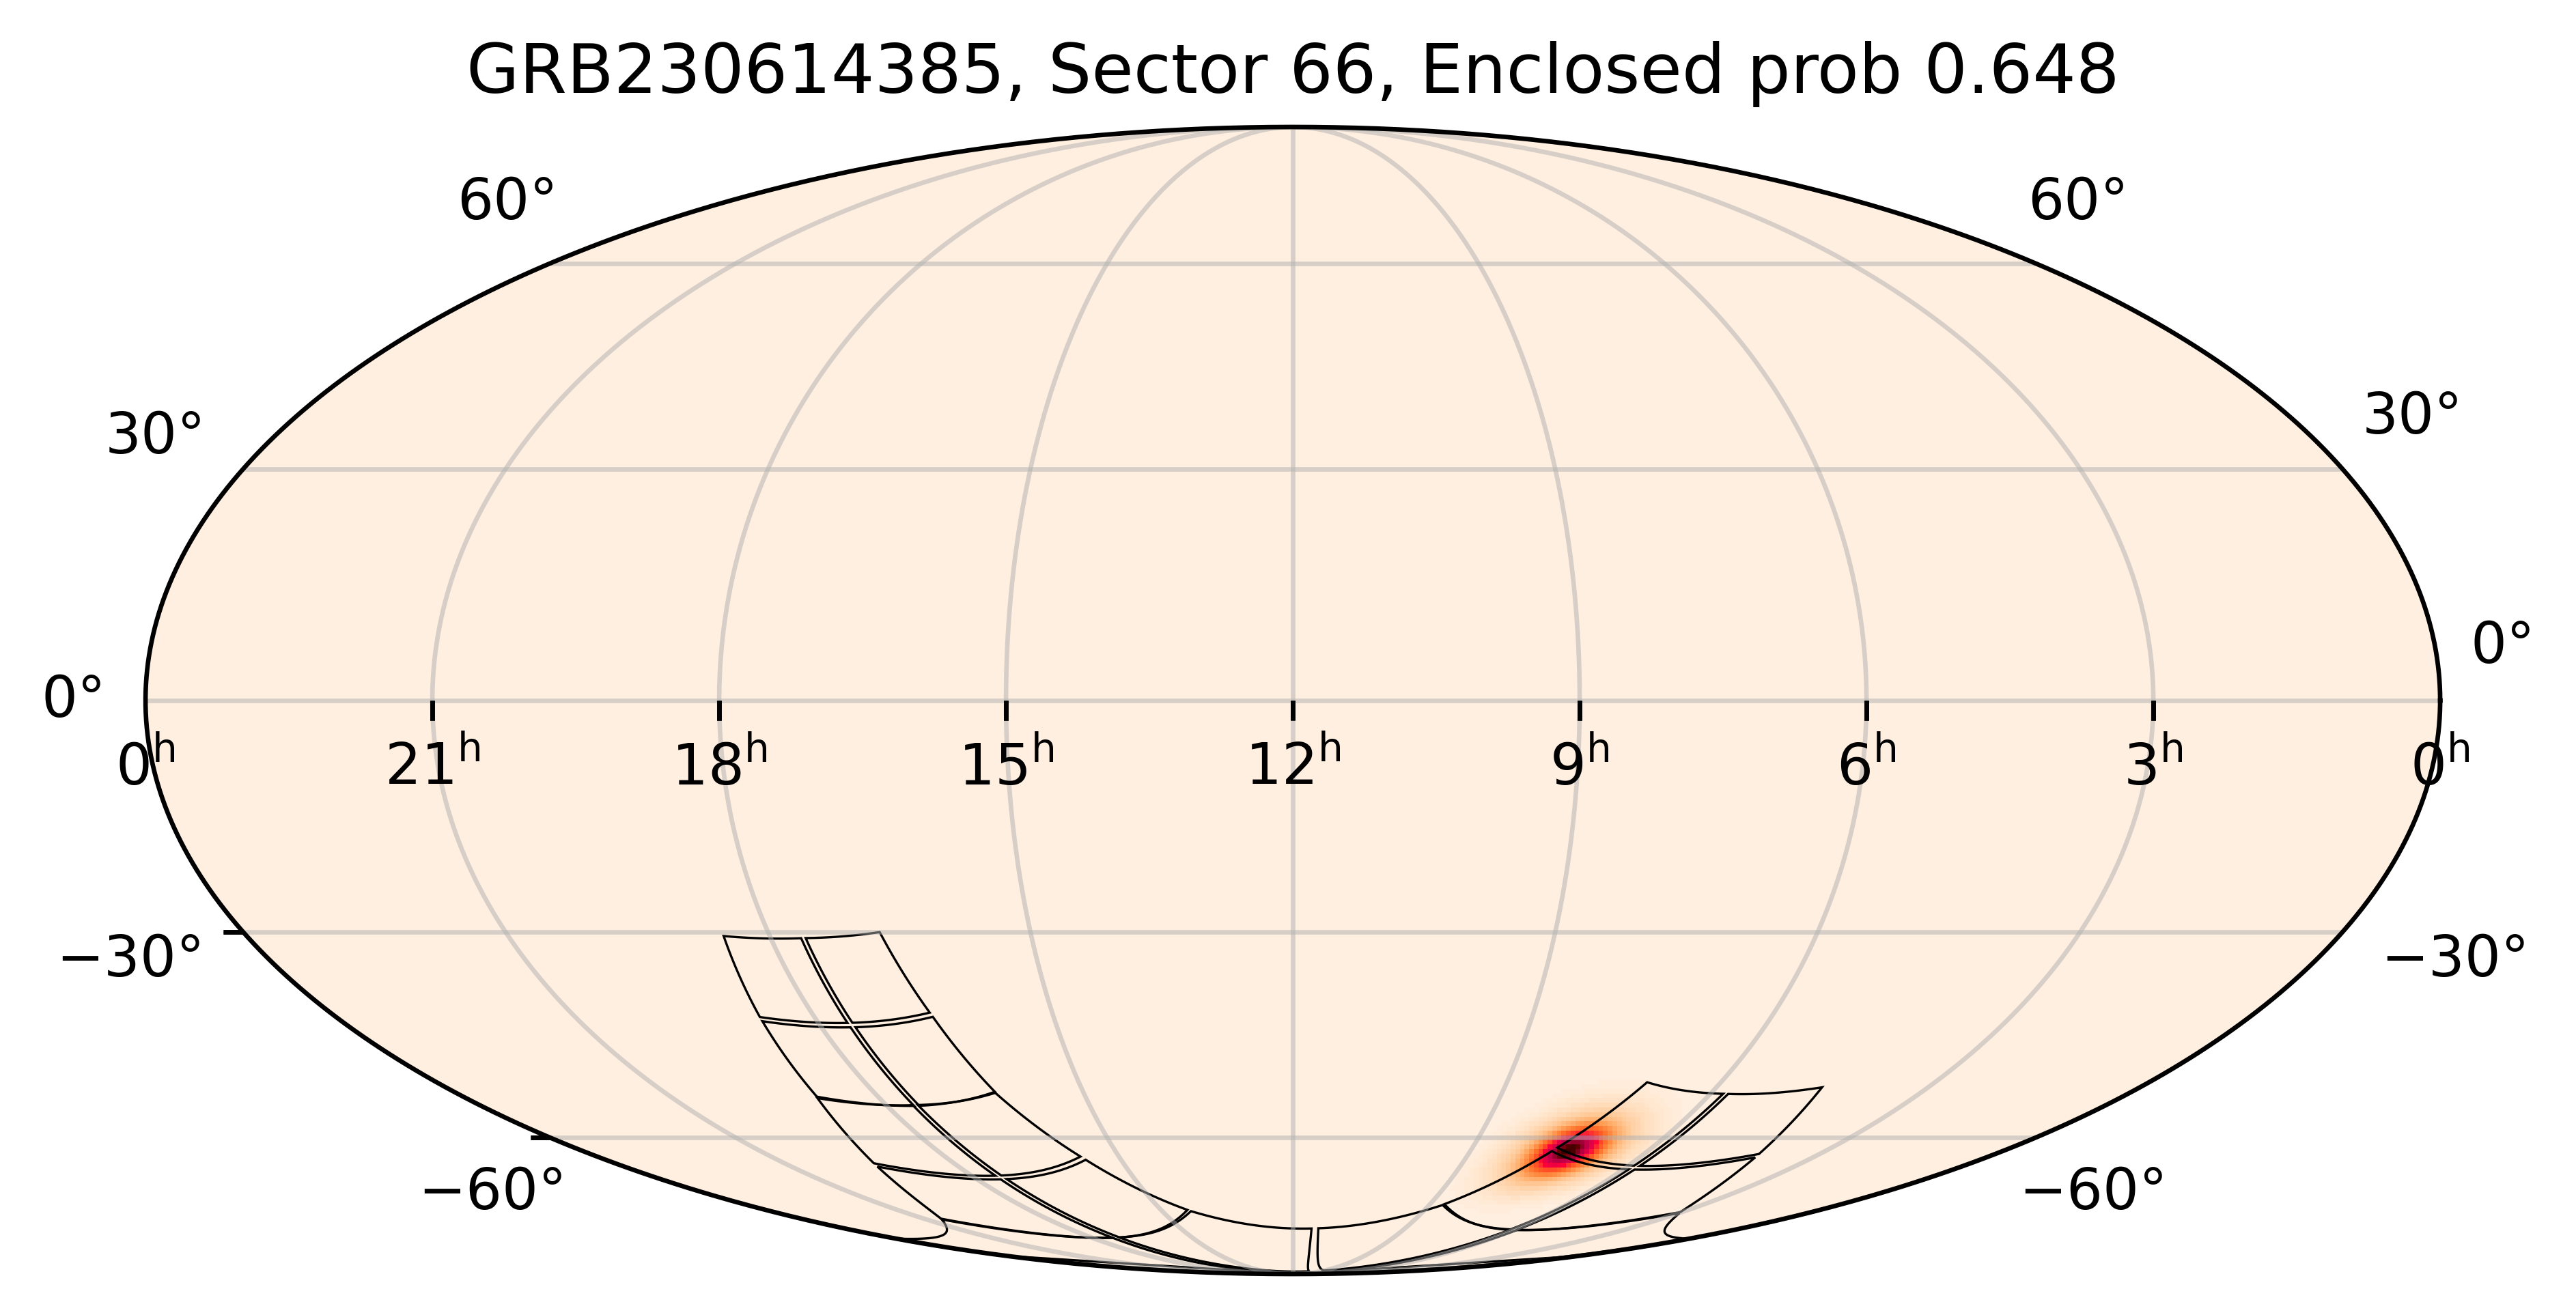 GRB230614385, Sector 66, Enclosed prob 0.648
60° 60°
30° 30°
0° 0°
0h 21h 18h 15h 12h 9h 6h 3h 0h
−30° −30°
−60° −60°